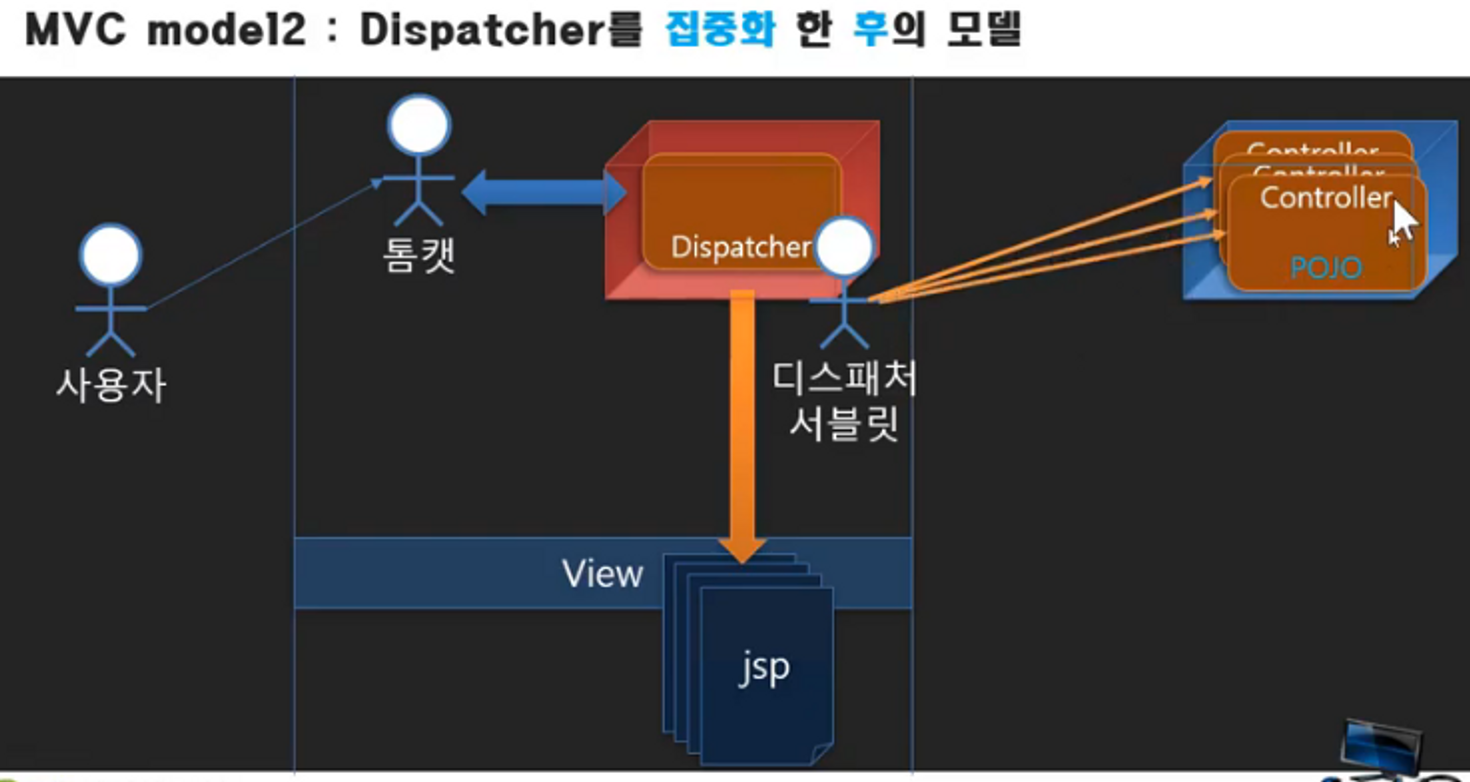 MVC model2 : Dispatcher를 집중화 한 후의 모델
Controller
Controller
Controller
POJO
Dispatcher
톰캣
사용자
디스패처
서블릿
View
jsp